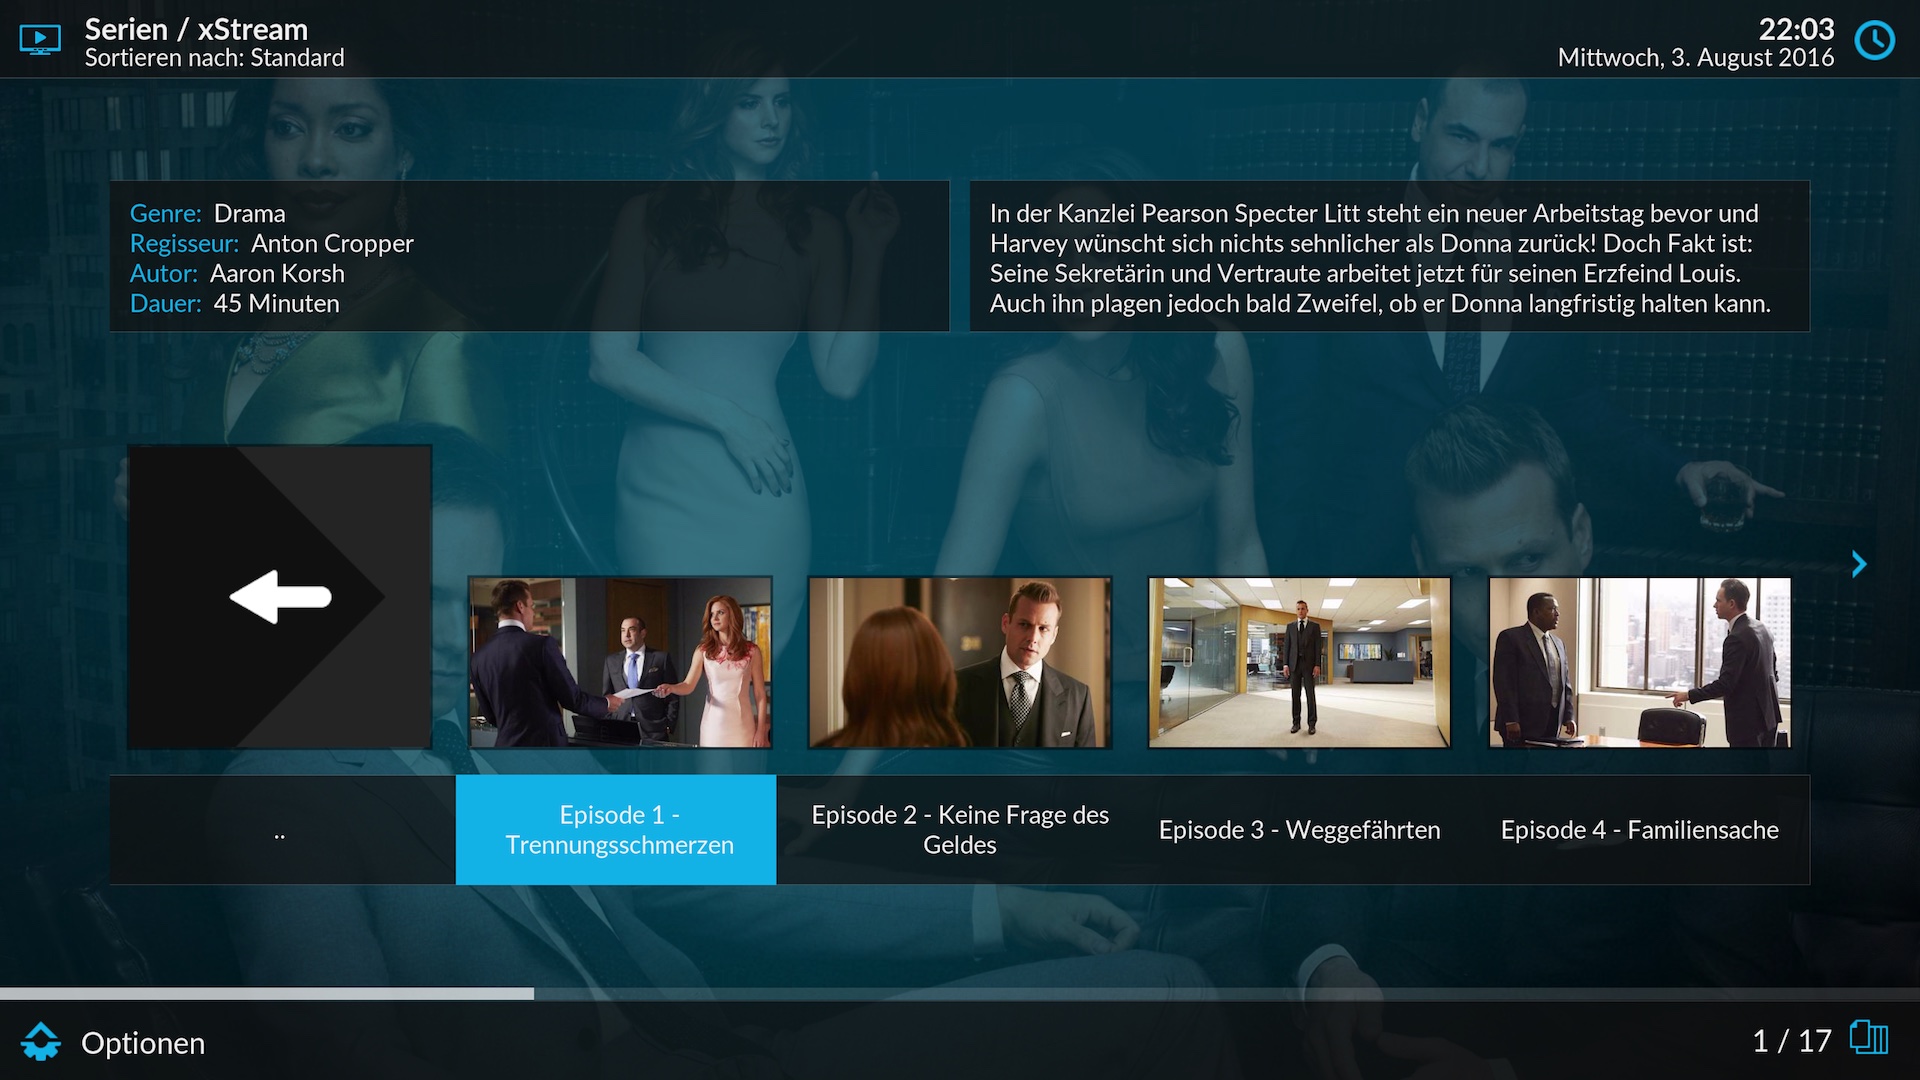 Serien / xStream
Sortieren nach: Standard
22:03
Mittwoch, 3. August 2016
Genre: Drama
Regisseur: Anton Cropper
Autor: Aaron Korsh
Dauer: 45 Minuten
In der Kanzlei Pearson Specter Litt steht ein neuer Arbeitstag bevor und
Harvey wünscht sich nichts sehnlicher als Donna zurück! Doch Fakt ist:
Seine Sekretärin und Vertraute arbeitet jetzt für seinen Erzfeind Louis.
Auch ihn plagen jedoch bald Zweifel, ob er Donna langfristig halten kann.
..
Episode 1 -
Trennungsschmerzen
Episode 2 - Keine Frage des
Geldes
Episode 3 - Weggefährten
Episode 4 - Familiensache
Optionen
1 / 17